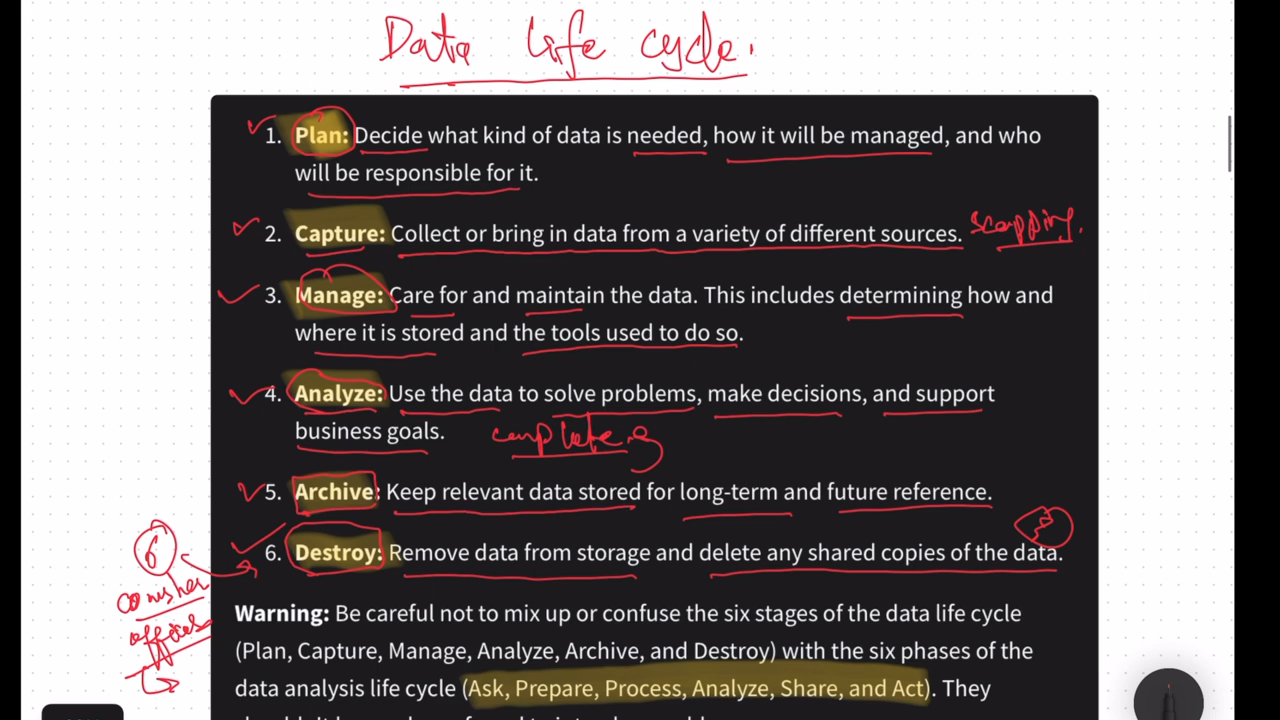 Data life cycle.
1. Plan: Decide what kind of data is needed, how it will be managed, and who
will be responsible for it.
2. Capture: Collect or bring in data from a variety of different sources. scrapping.
3. Manage: Care for and maintain the data. This includes determining how and
where it is stored and the tools used to do so.
4. Analyze: Use the data to solve problems, make decisions, and support
business goals.
5. Archive: Keep relevant data stored for long-term and future reference.
6. Destroy: Remove data from storage and delete any shared copies of the data.
6
Warning: Be careful not to mix up or confuse the six stages of the data life cycle
(Plan, Capture, Manage, Analyze, Archive, and Destroy) with the six phases of the
data analysis life cycle (Ask, Prepare, Process, Analyze, Share, and Act). They